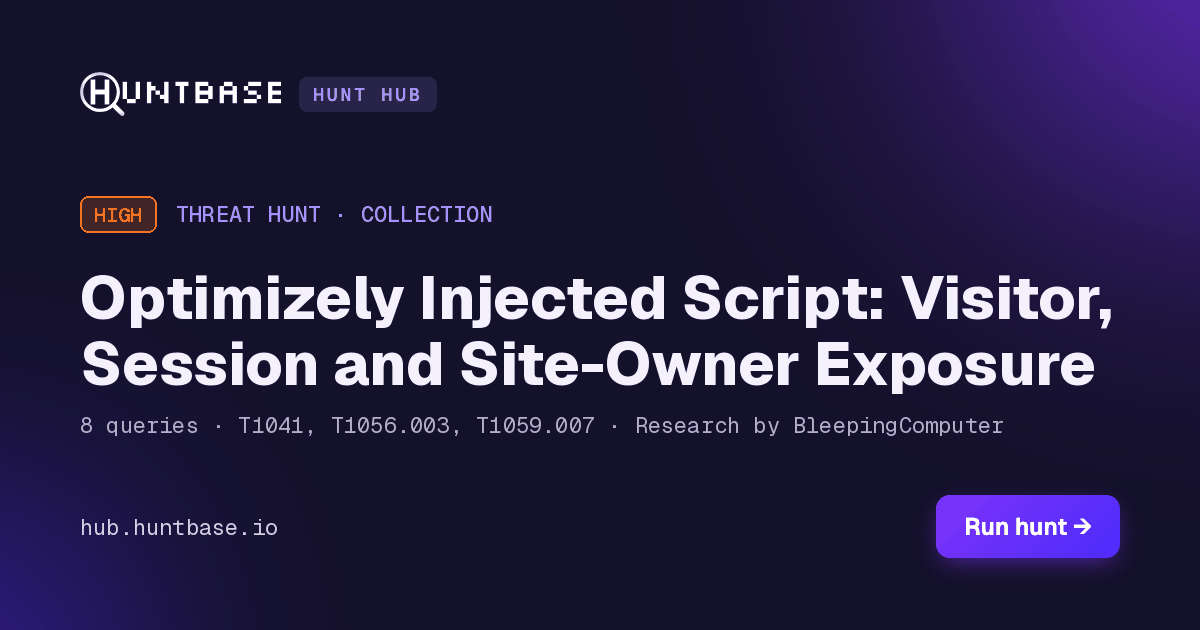 HUNTBASE HUNT HUB
HIGH THREAT HUNT · COLLECTION
Optimizely Injected Script: Visitor,
Session and Site-Owner Exposure
8 queries · T1041, T1056.003, T1059.007 · Research by BleepingComputer
hub.huntbase.io
Run hunt →